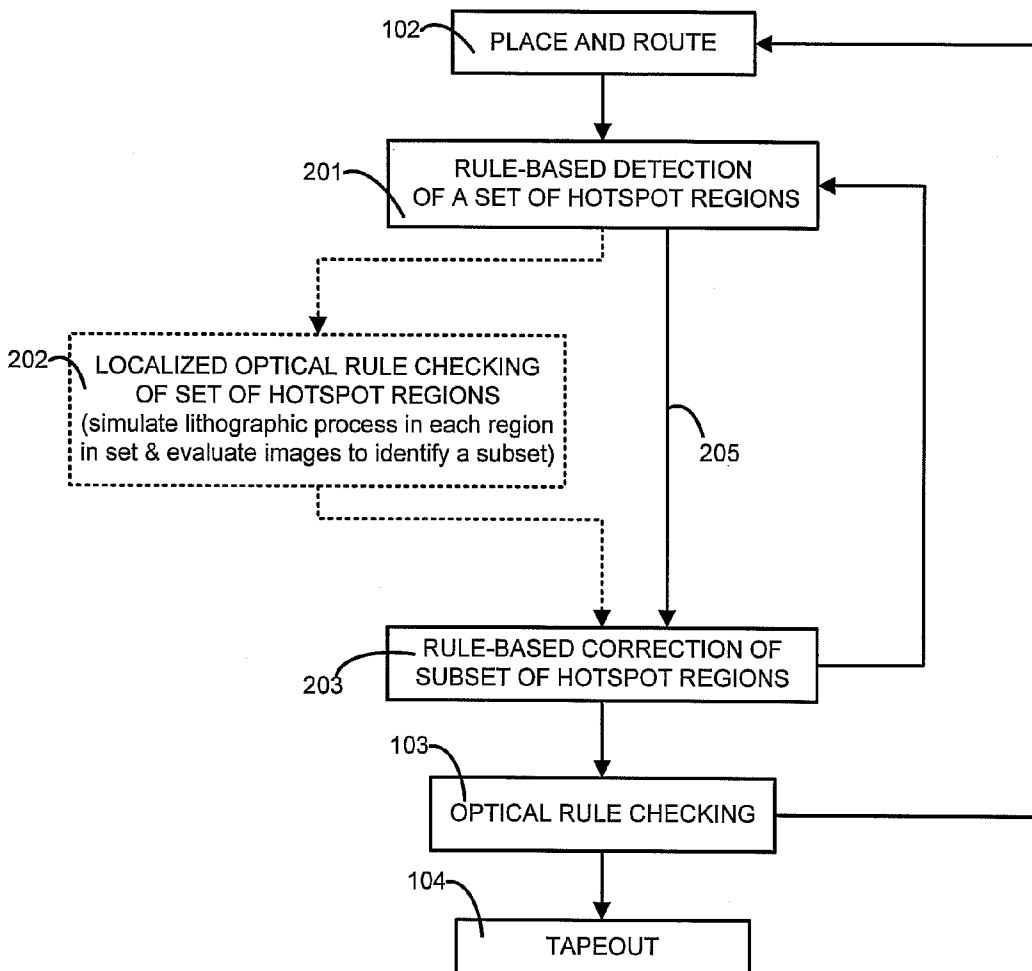 102
PLACE AND ROUTE
201
RULE-BASED DETECTION
OF A SET OF HOTSPOT REGIONS
202
LOCALIZED OPTICAL RULE CHECKING
OF SET OF HOTSPOT REGIONS
(simulate lithographic process in each region
in set & evaluate images to identify a subset)
205
203
RULE-BASED CORRECTION OF
SUBSET OF HOTSPOT REGIONS
103
OPTICAL RULE CHECKING
104
TAPEOUT